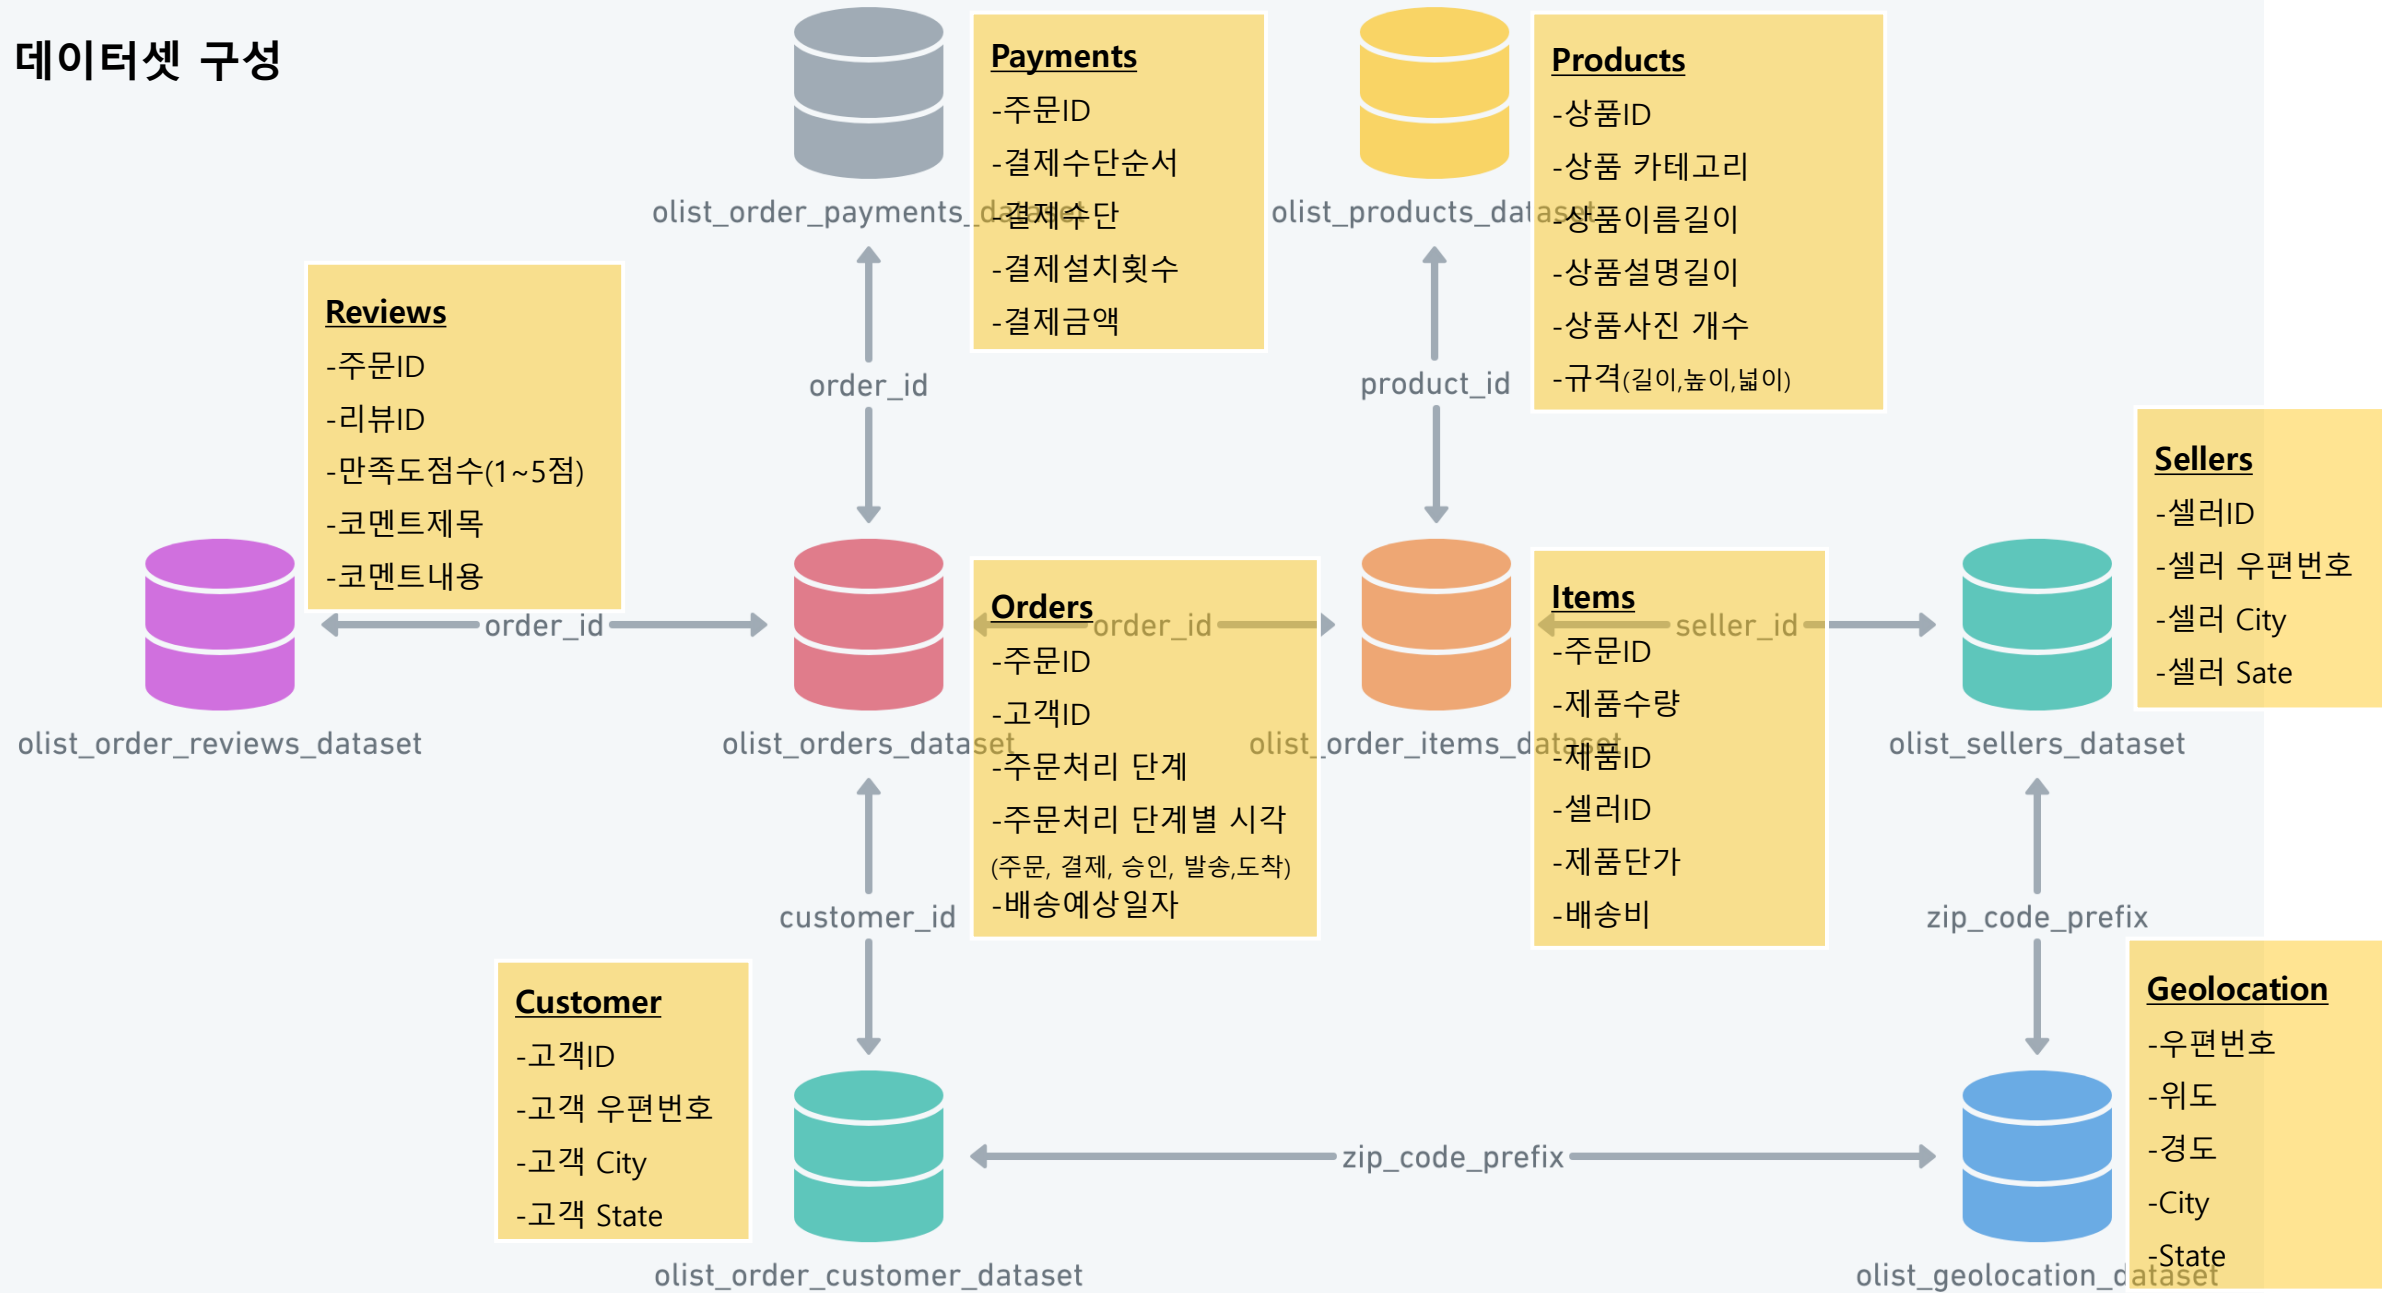 데이터셋 구성
Payments
-주문ID
-결제수단순서
-결제수단
-결제설치횟수
-결제금액
olist_order_payments_dataset
Products
-상품ID
-상품 카테고리
-상품이름길이
-상품설명길이
-상품사진 개수
-규격(길이,높이,넓이)
olist_products_dataset
order_id
product_id
Reviews
-주문ID
-리뷰ID
-만족도점수(1~5점)
-코멘트제목
-코멘트내용
order_id
olist_order_reviews_dataset
olist_orders_dataset
Orders
order_id
-주문ID
-고객ID
-주문처리 단계
-주문처리 단계별 시각
(주문, 결제, 승인, 발송,도착)
-배송예상일자
olist_order_items_dataset
Items
seller_id
-주문ID
-제품수량
-제품ID
-셀러ID
-제품단가
-배송비
Sellers
-셀러ID
-셀러 우편번호
-셀러 City
-셀러 Sate
olist_sellers_dataset
customer_id
zip_code_prefix
Customer
-고객ID
-고객 우편번호
-고객 City
-고객 State
olist_order_customer_dataset
zip_code_prefix
Geolocation
-우편번호
-위도
-경도
-City
-State
olist_geolocation_dataset